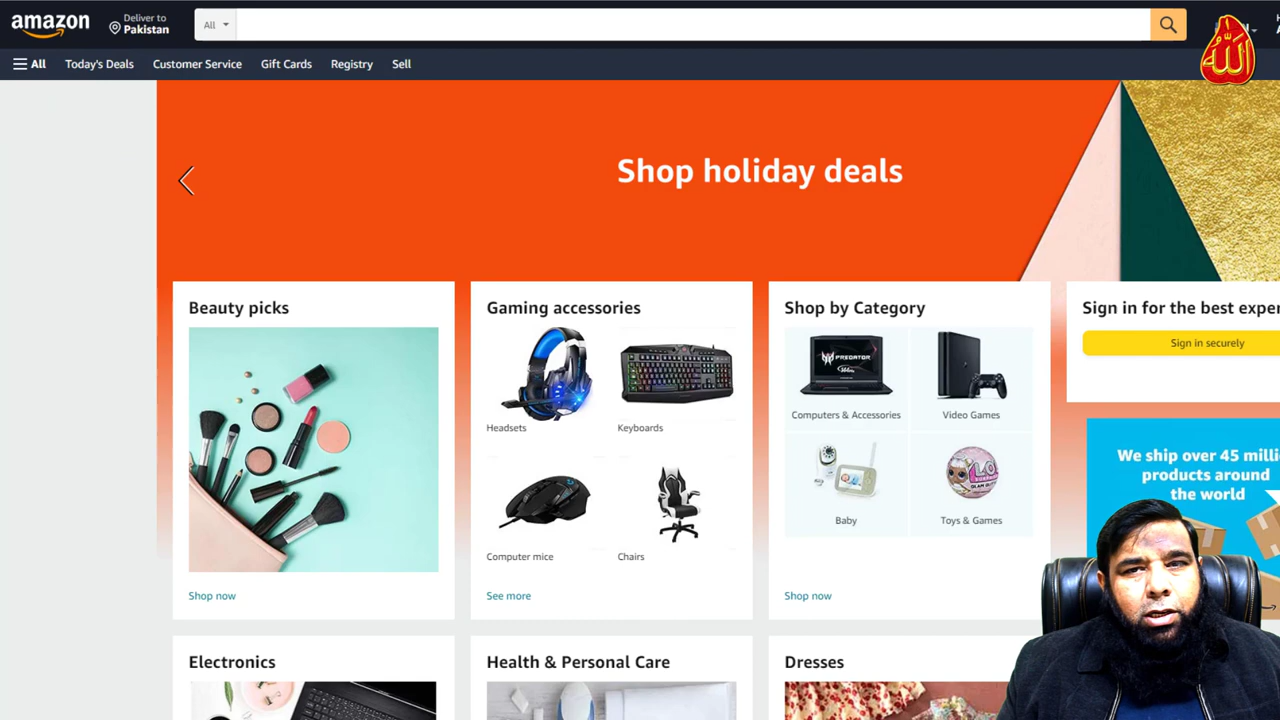 amazon
Deliver to
Pakistan
All
All
Today's Deals
Customer Service
Gift Cards
Registry
Sell
الله
Shop holiday deals
Beauty picks
Shop now
Gaming accessories
Headsets
Keyboards
Computer mice
Chairs
See more
Shop by Category
PREDATOR
Computers & Accessories
Video Games
Baby
Toys & Games
Shop now
Sign in for the best exper
Sign in securely
We ship over 45 milli
products around
the world
Electronics
Health & Personal Care
Dresses